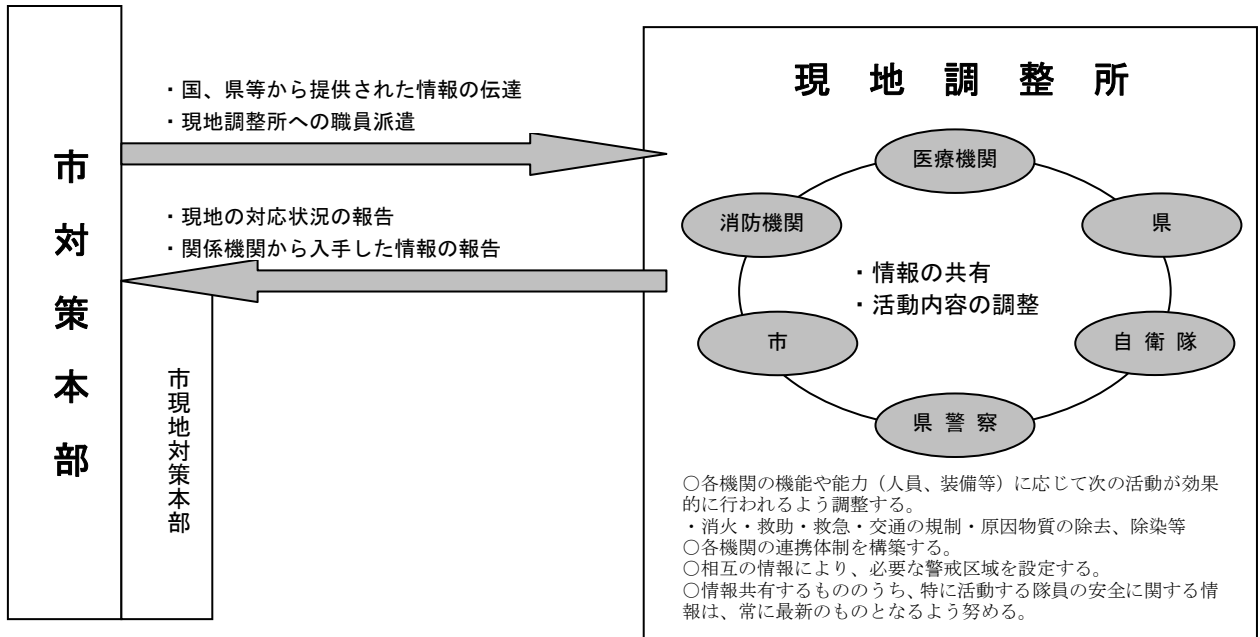 市対策本部
市現地対策本部
・国、県等から提供された情報の伝達
・現地調整所への職員派遣
・現地の対応状況の報告
・関係機関から入手した情報の報告
現地調整所
医療機関
消防機関
県
・情報の共有
・活動内容の調整
市
自衛隊
県警察
○各機関の機能や能力（人員、装備等）に応じて次の活動が効果
的に行われるよう調整する。
・消火・救助・救急・交通の規制・原因物質の除去、除染等
○各機関の連携体制を構築する。
○相互の情報により、必要な警戒区域を設定する。
○情報共有するもののうち、特に活動する隊員の安全に関する情
報は、常に最新のものとなるよう努める。